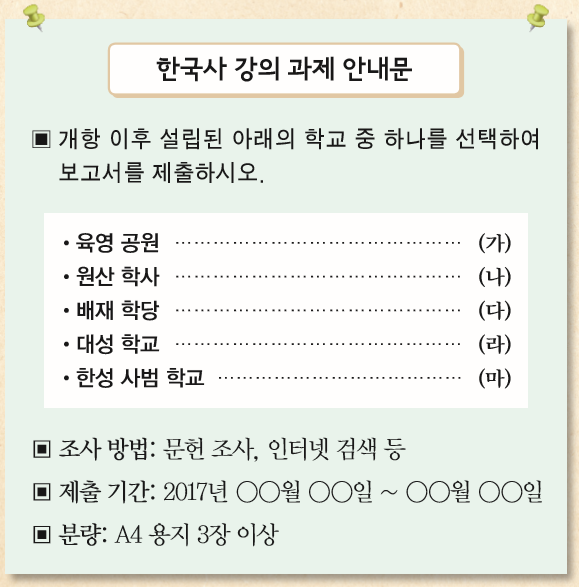 한국사 강의 과제 안내문
▣ 개항 이후 설립된 아래의 학교 중 하나를 선택하여
보고서를 제출하시오.
• 육영 공원 ………………………………………… (가)
• 원산 학사 ………………………………………… (나)
• 배재 학당 ………………………………………… (다)
• 대성 학교 ………………………………………… (라)
• 한성 사범 학교 ………………………………… (마)
▣ 조사 방법: 문헌 조사, 인터넷 검색 등
▣ 제출 기간: 2017년 ○○월 ○○일 ~ ○○월 ○○일
▣ 분량: A4 용지 3장 이상